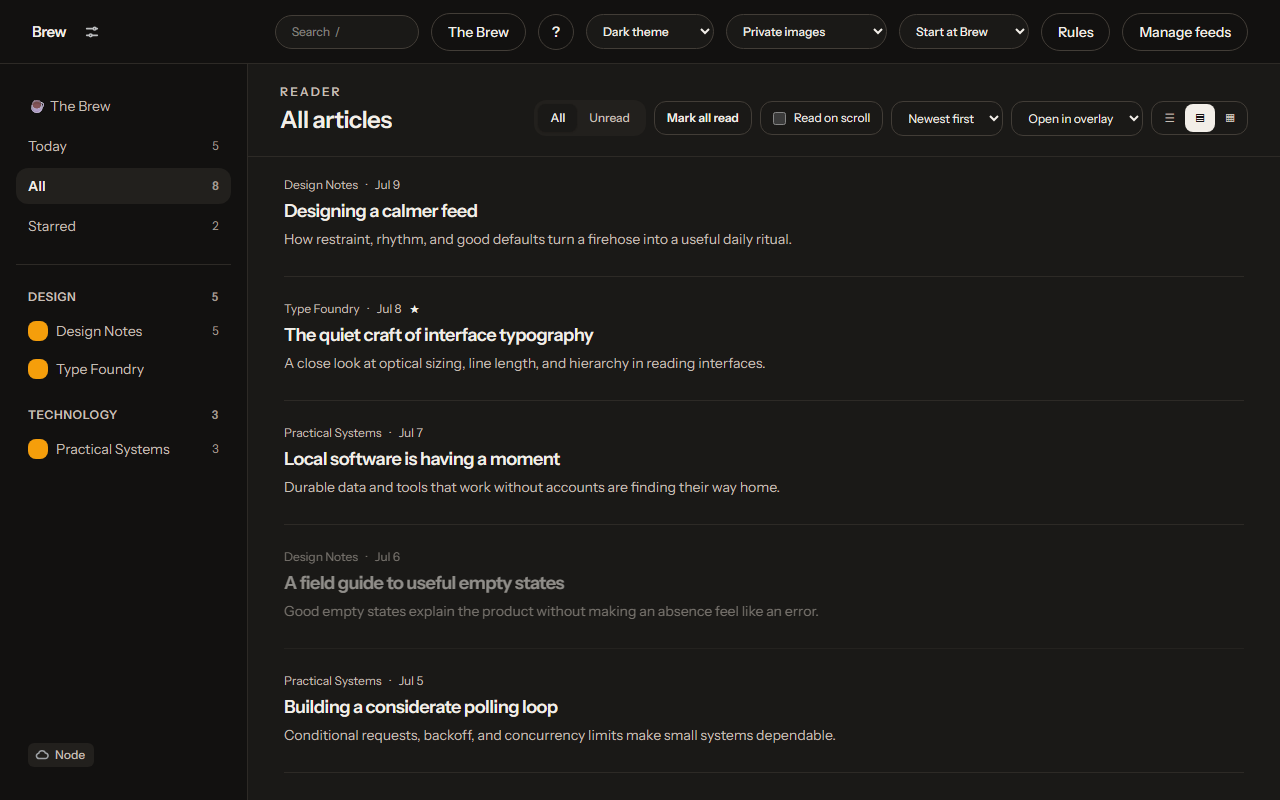 Brew
Search /
The Brew
?
Dark theme
Private images
Start at Brew
Rules
Manage feeds
The Brew
Today 5
All 8
Starred 2
DESIGN 5
Design Notes 5
Type Foundry
TECHNOLOGY 3
Practical Systems 3
Node
READER
All articles
All
Unread
Mark all read
Read on scroll
Newest first
Open in overlay
Design Notes · Jul 9
Designing a calmer feed
How restraint, rhythm, and good defaults turn a firehose into a useful daily ritual.
Type Foundry · Jul 8 ★
The quiet craft of interface typography
A close look at optical sizing, line length, and hierarchy in reading interfaces.
Practical Systems · Jul 7
Local software is having a moment
Durable data and tools that work without accounts are finding their way home.
Design Notes · Jul 6
A field guide to useful empty states
Good empty states explain the product without making an absence feel like an error.
Practical Systems · Jul 5
Building a considerate polling loop
Conditional requests, backoff, and concurrency limits make small systems dependable.